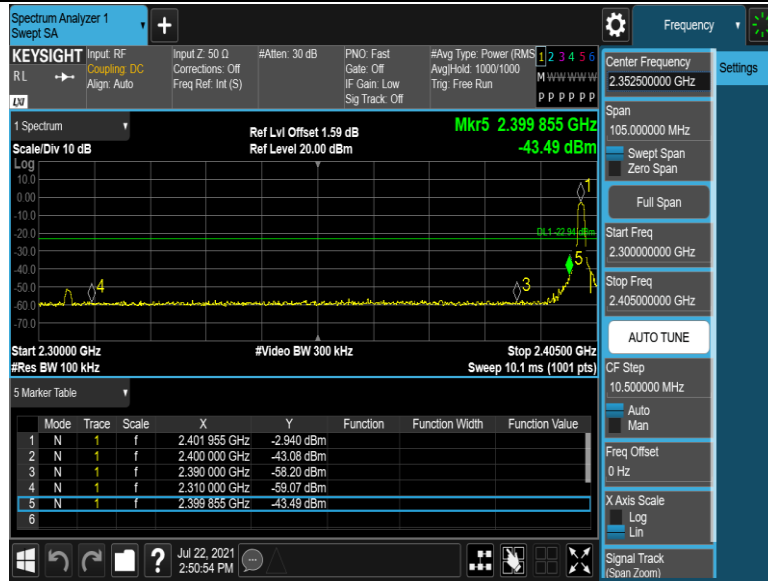 Spectrum Analyzer 1
Swept SA
+
Frequency
KEYSIGHT
RL
LXI
Input: RF
Coupling: DC
Align: Auto
Input Z: 50 Ω
Corrections: Off
Freq Ref: Int (S)
#Atten: 30 dB
PNO: Fast
Gate: Off
IF Gain: Low
Sig Track: Off
#Avg Type: Power (RMS
Avg|Hold: 1000/1000
Trig: Free Run
1 2 3 4 5 6
M W W W W W
P P P P P P
1 Spectrum
Scale/Div 10 dB
Ref Lvl Offset 1.59 dB
Ref Level 20.00 dBm
Mkr5 2.399 855 GHz
-43.49 dBm
Log
10.0
0.00
-10.0
-20.0
-30.0
-40.0
-50.0
-60.0
-70.0
DL1 -22.94 dBm
1
5
4
3
Start 2.30000 GHz
#Res BW 100 kHz
#Video BW 300 kHz
Stop 2.40500 GHz
Sweep 10.1 ms (1001 pts)
5 Marker Table
Mode Trace Scale X Y Function Function Width Function Value
1 N 1 f 2.401 955 GHz -2.940 dBm
2 N 1 f 2.400 000 GHz -43.08 dBm
3 N 1 f 2.390 000 GHz -58.20 dBm
4 N 1 f 2.310 000 GHz -59.07 dBm
5 N 1 f 2.399 855 GHz -43.49 dBm
6
Center Frequency
2.352500000 GHz
Settings
Span
105.000000 MHz
Swept Span
Zero Span
Full Span
Start Freq
2.300000000 GHz
Stop Freq
2.405000000 GHz
AUTO TUNE
CF Step
10.500000 MHz
Auto
Man
Freq Offset
0 Hz
X Axis Scale
Log
Lin
Signal Track
(Span Zoom)
?
Jul 22, 2021
2:50:54 PM